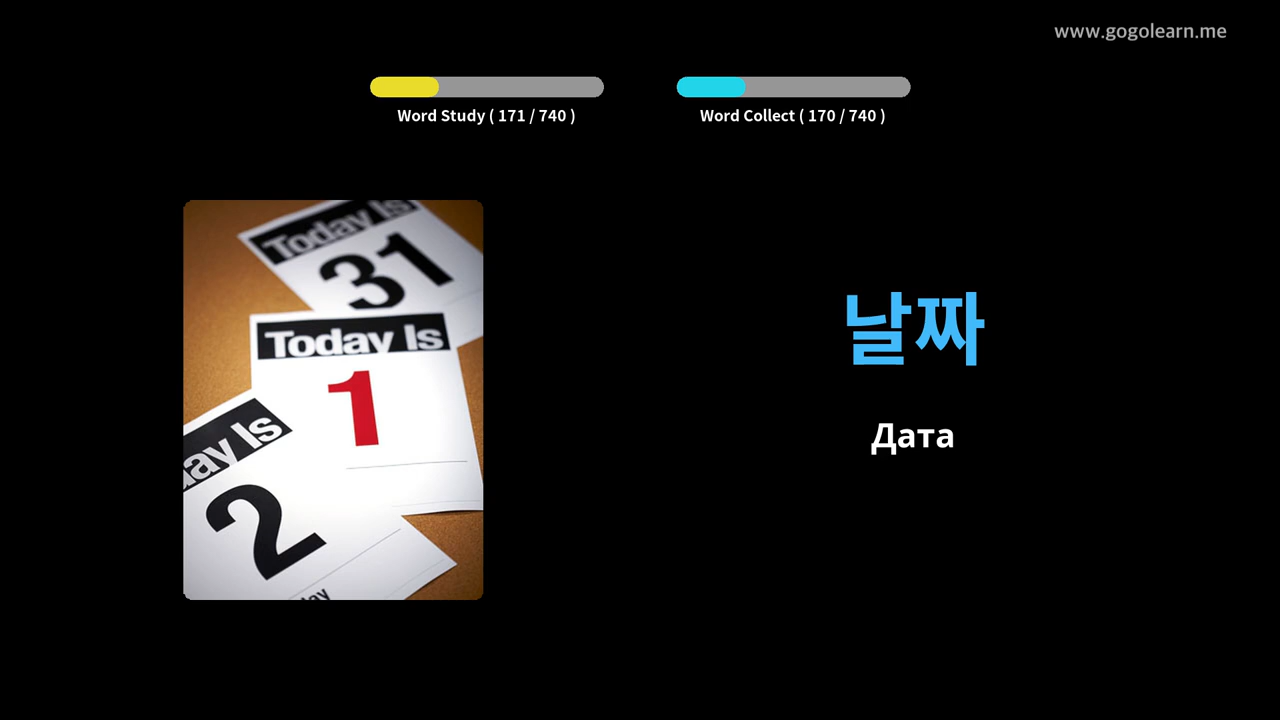 www.gogolearn.me
Word Study ( 171 / 740 )
Word Collect ( 170 / 740 )
Today Is
31
Today Is
1
day Is
2
day
날짜
Дата